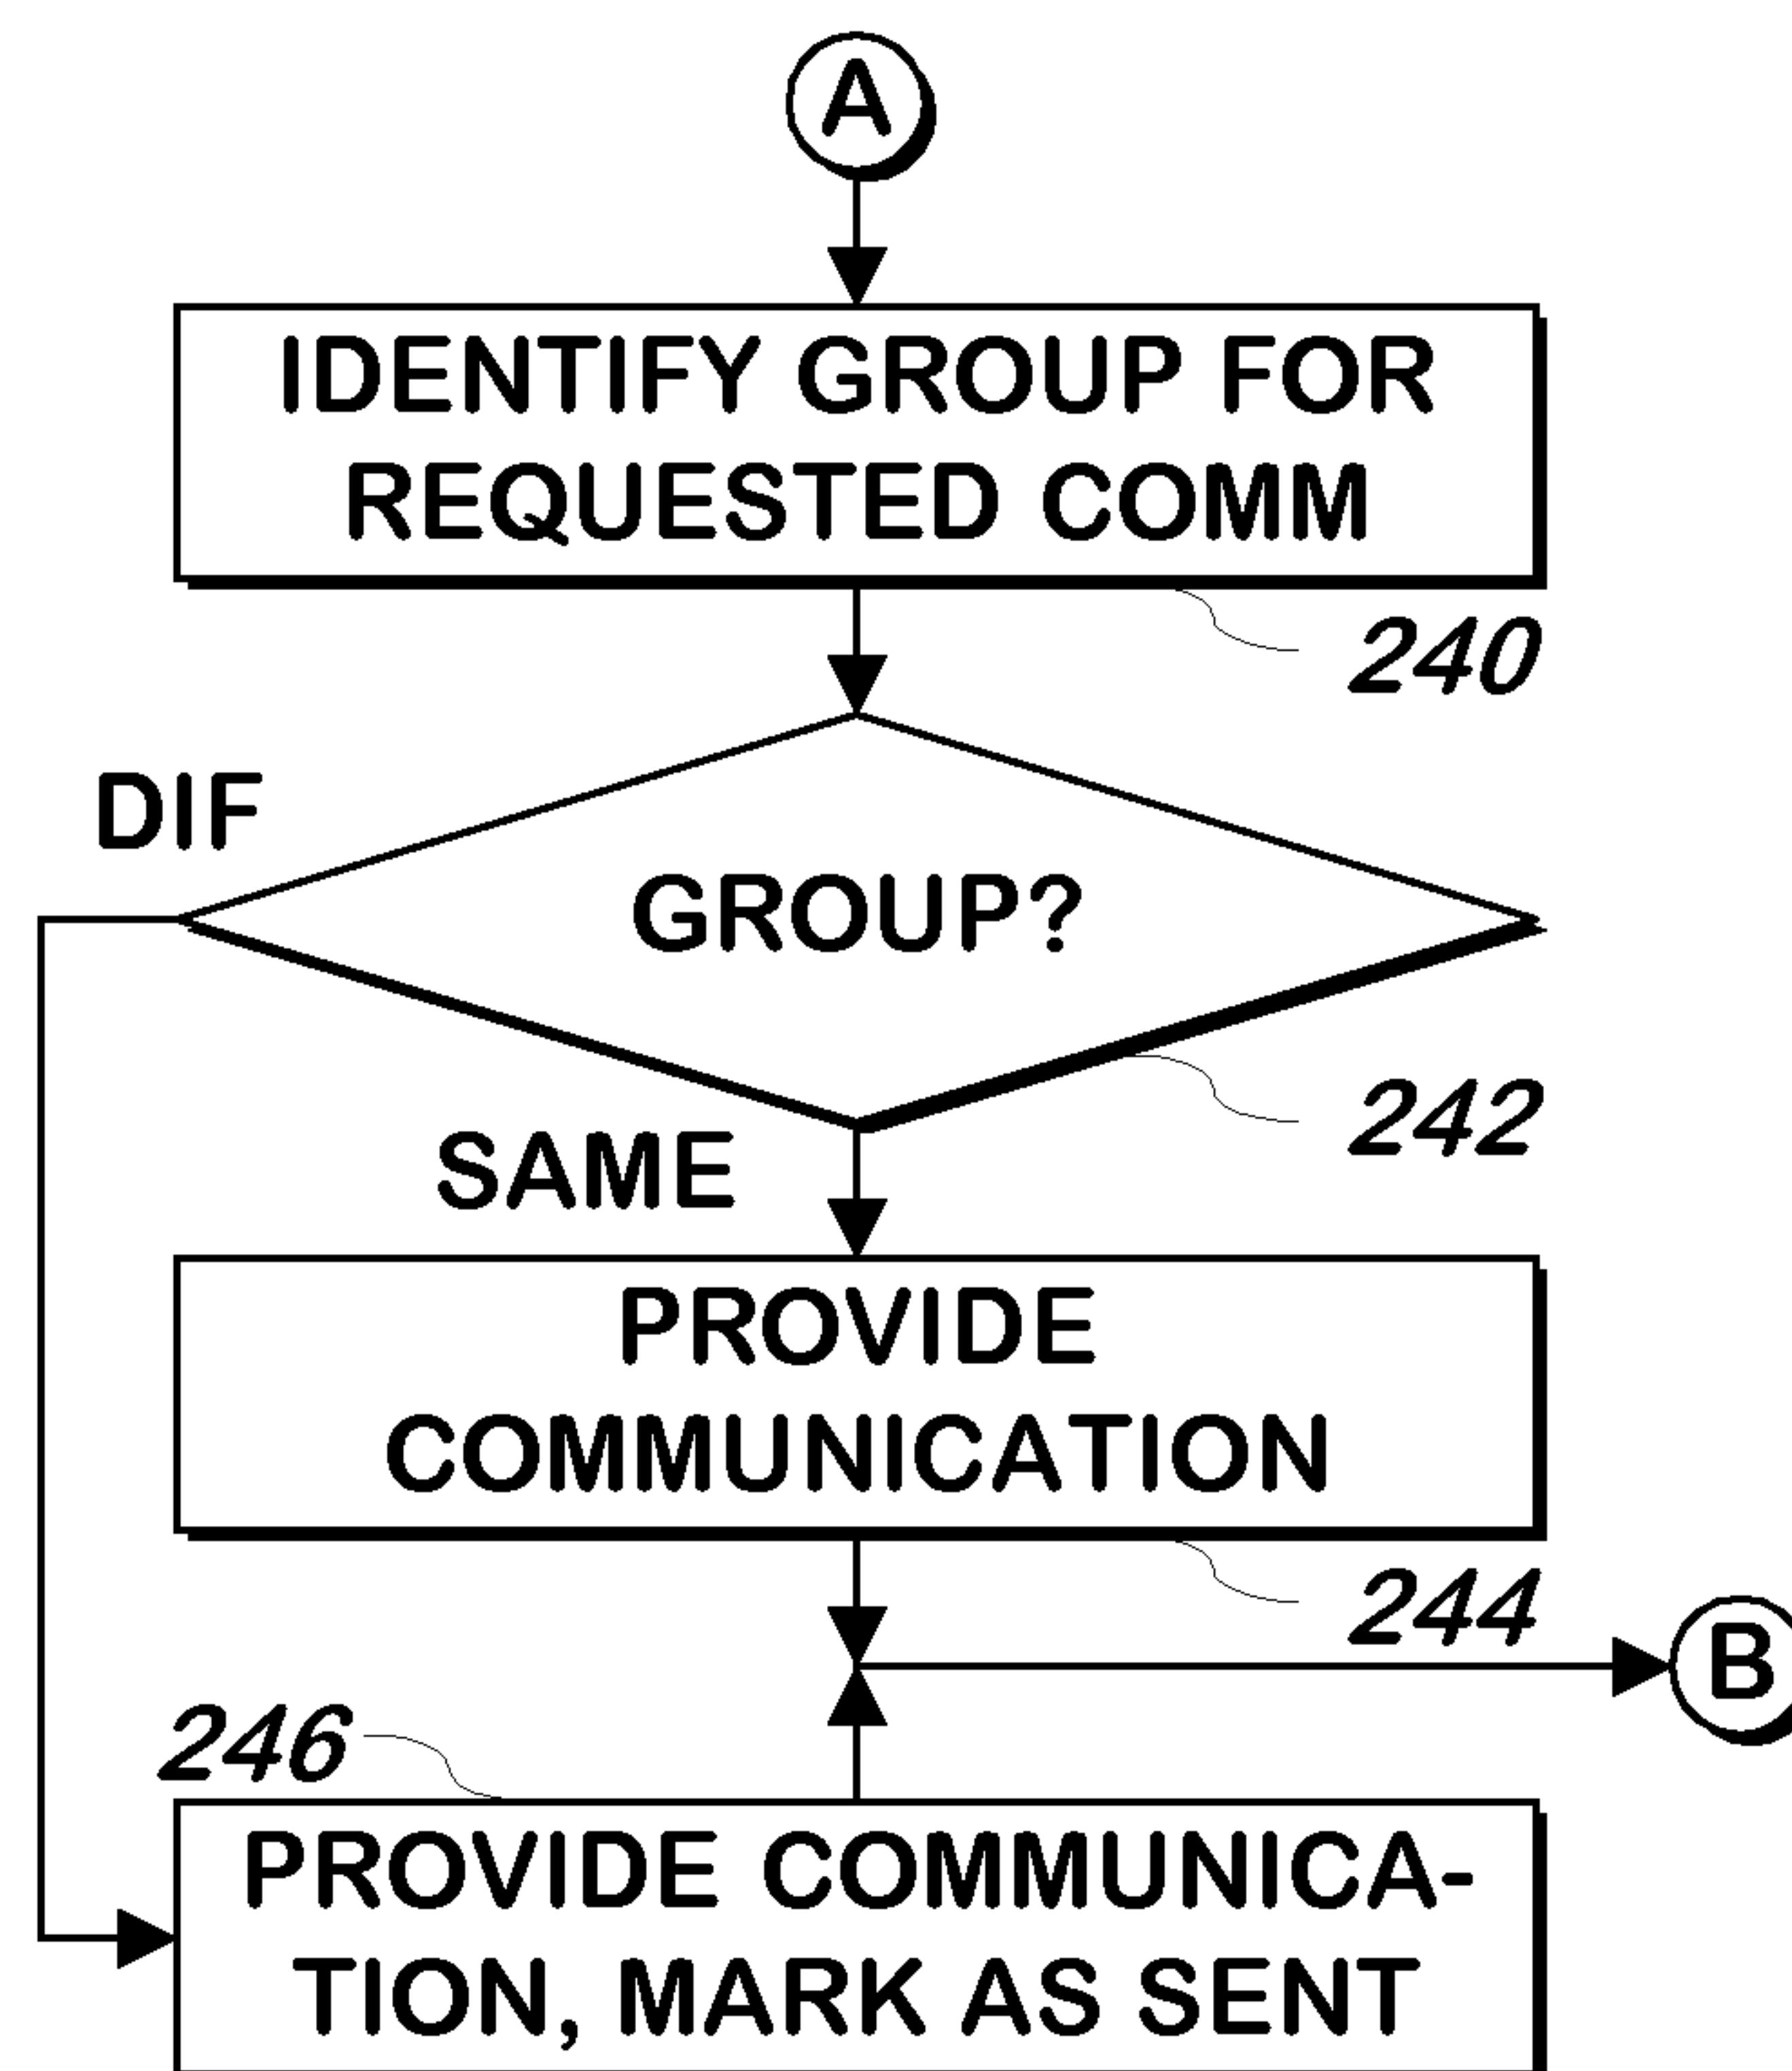 A
IDENTIFY GROUP FOR
REQUESTED COMM
240
DIF
GROUP?
242
SAME
PROVIDE
COMMUNICATION
244
B
246
PROVIDE COMMUNICA-
TION, MARK AS SENT